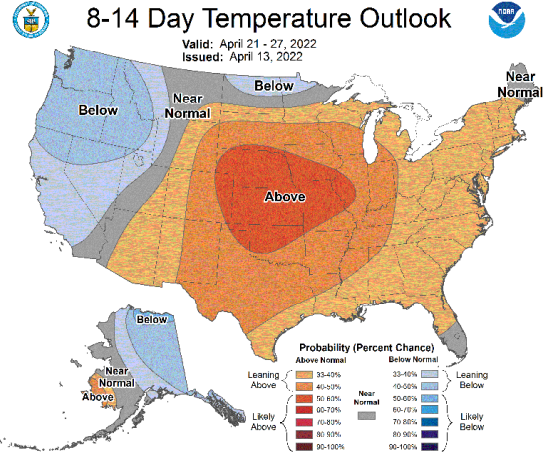 8-14 Day Temperature Outlook
Valid: April 21 - 27, 2022
Issued: April 13, 2022
NOAA
Below
Near
Normal
Below
Near
Normal
Above
Below
Near
Normal
Above
Probability (Percent Chance)
Above Normal
Below Normal
Leaning
Above
33-40%
40-50%
50-60%
60-70%
70-80%
80-90%
90-100%
Likely
Above
Near
Normal
33-40%
40-50%
50-60%
60-70%
70-80%
80-90%
90-100%
Leaning
Below
Likely
Below